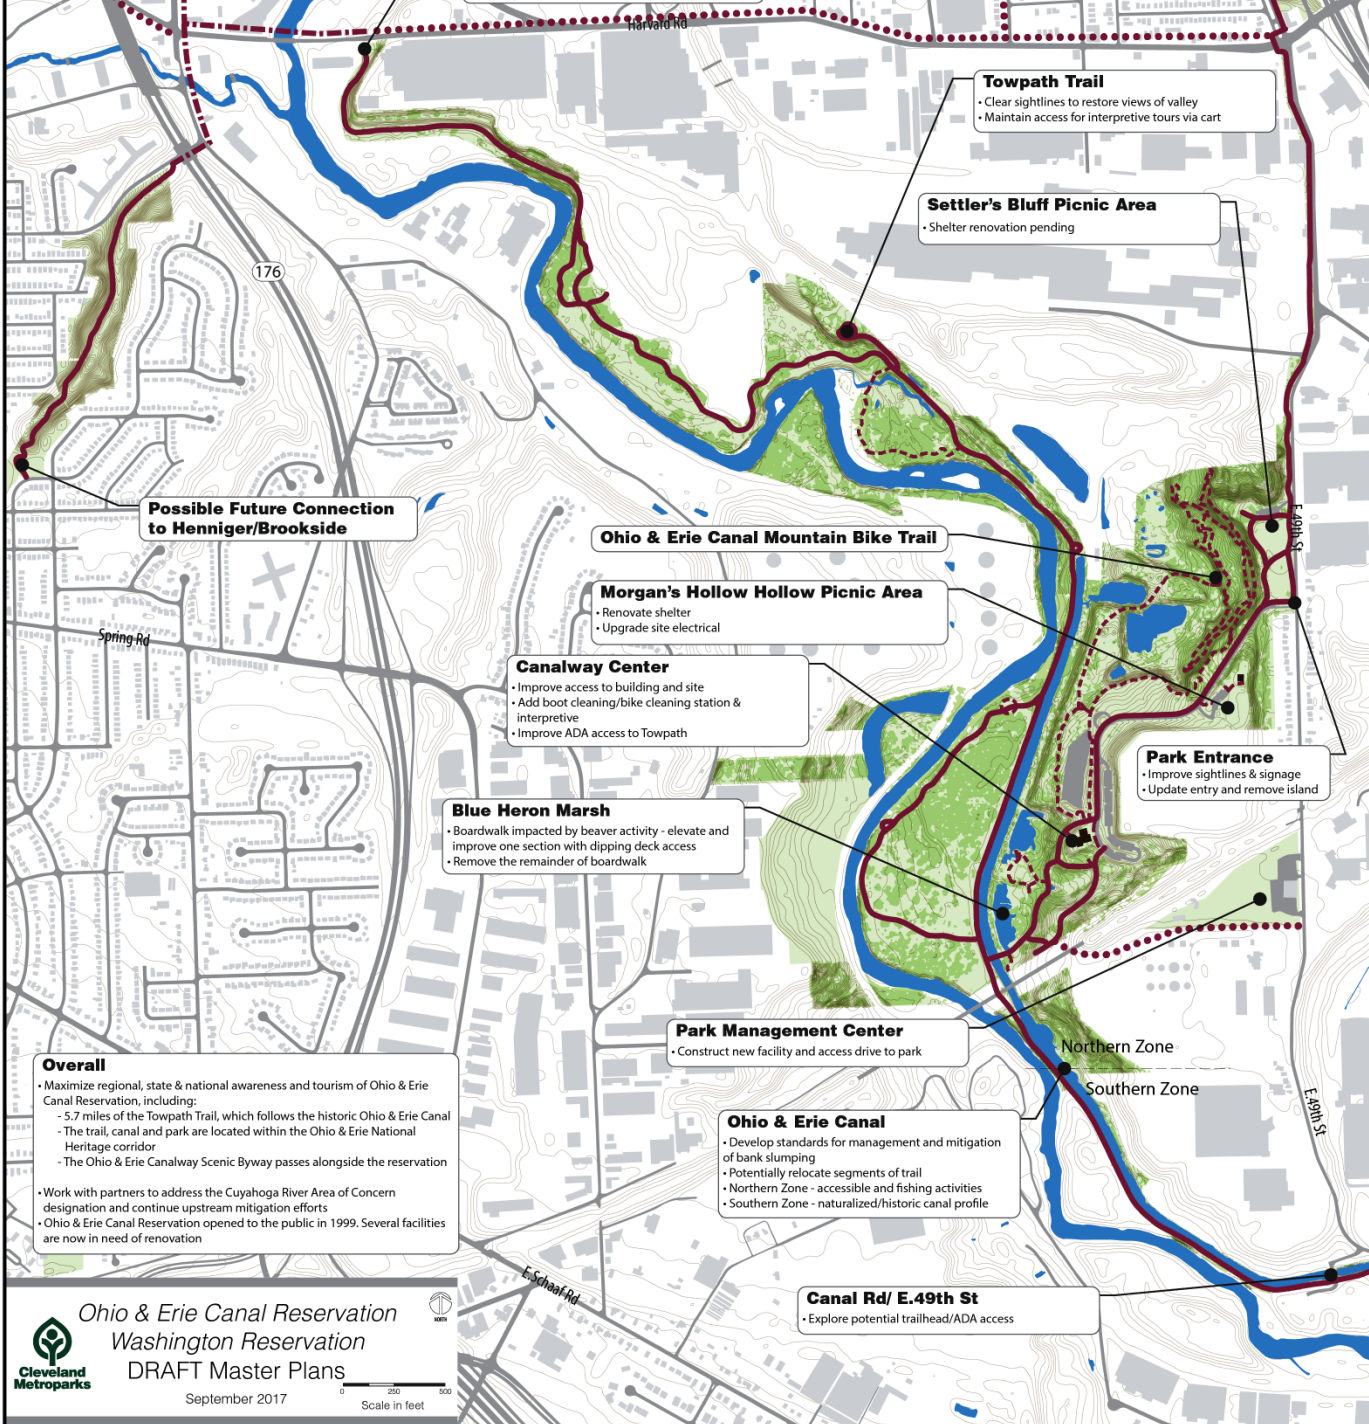 Harvard Rd
Towpath Trail
• Clear sightlines to restore views of valley
• Maintain access for interpretive tours via cart
Settler's Bluff Picnic Area
• Shelter renovation pending
176
Possible Future Connection
to Henniger/Brookside
E.49th St
Ohio & Erie Canal Mountain Bike Trail
Morgan's Hollow Hollow Picnic Area
• Renovate shelter
• Upgrade site electrical
Spring Rd
Canalway Center
• Improve access to building and site
• Add boot cleaning/bike cleaning station &
interpretive
• Improve ADA access to Towpath
Park Entrance
• Improve sightlines & signage
• Update entry and remove island
Blue Heron Marsh
• Boardwalk impacted by beaver activity - elevate and
improve one section with dipping deck access
• Remove the remainder of boardwalk
Park Management Center
• Construct new facility and access drive to park
Northern Zone
Southern Zone
E.49th St
Overall
• Maximize regional, state & national awareness and tourism of Ohio & Erie
Canal Reservation, including:
- 5.7 miles of the Towpath Trail, which follows the historic Ohio & Erie Canal
- The trail, canal and park are located within the Ohio & Erie National
Heritage corridor
- The Ohio & Erie Canalway Scenic Byway passes alongside the reservation
• Work with partners to address the Cuyahoga River Area of Concern
designation and continue upstream mitigation efforts
• Ohio & Erie Canal Reservation opened to the public in 1999. Several facilities
are now in need of renovation
Ohio & Erie Canal
• Develop standards for management and mitigation
of bank slumping
• Potentially relocate segments of trail
• Northern Zone - accessible and fishing activities
• Southern Zone - naturalized/historic canal profile
E.Schaaf Rd
Canal Rd/ E.49th St
• Explore potential trailhead/ADA access
Ohio & Erie Canal Reservation
Washington Reservation
DRAFT Master Plans
September 2017
NORTH
0 250 500
Scale in feet
Cleveland
Metroparks